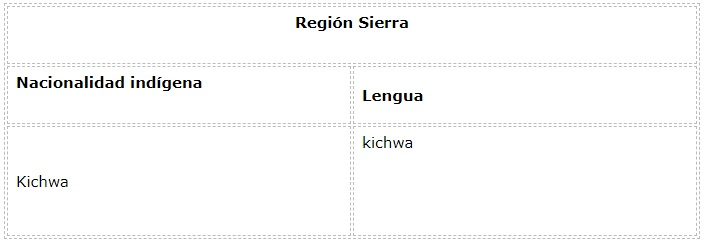 Región Sierra
Nacionalidad indígena
Lengua
Kichwa
kichwa